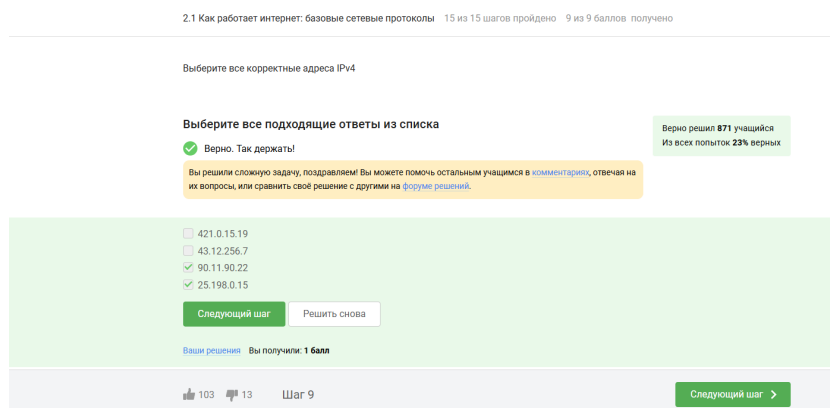 2.1 Как работает интернет: базовые сетевые протоколы 15 из 15 шагов пройдено 9 из 9 баллов получено
Выберите все корректные адреса IPv4
Выберите все подходящие ответы из списка
Верно. Так держать!
Верно решил 871 учащийся
Из всех попыток 23% верных
Вы решили сложную задачу, поздравляем! Вы можете помочь остальным учащимся в комментариях, отвечая на
их вопросы, или сравнить своё решение с другими на форуме решений.
421.0.15.19
43.12.256.7
90.11.90.22
25.198.0.15
Следующий шаг Решить снова
Ваши решения Вы получили: 1 балл
103 13 Шаг 9 Следующий шаг